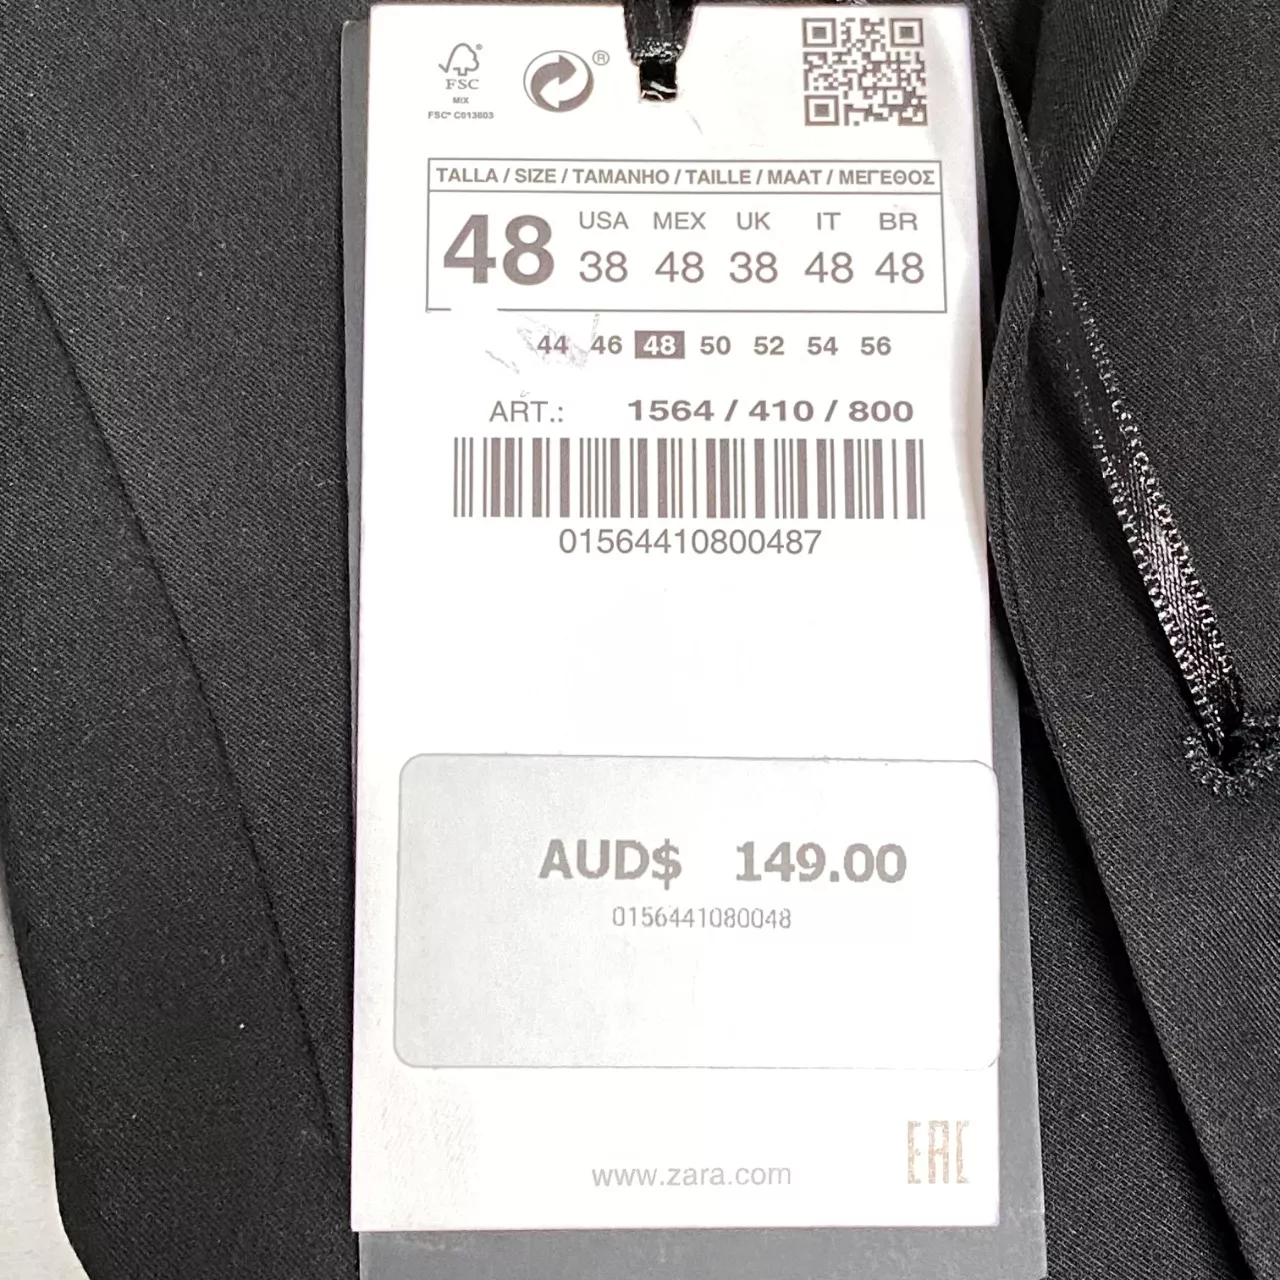 FSC®
MIX
FSC® C013603
®
TALLA / SIZE / TAMANHO / TAILLE / MAAT / ΜΕΓΕΘΟΣ
48
USA MEX UK IT BR
38 48 38 48 48
44 46 48 50 52 54 56
ART.: 1564 / 410 / 800
01564410800487
AUD$ 149.00
0156441080048
www.zara.com
EAC